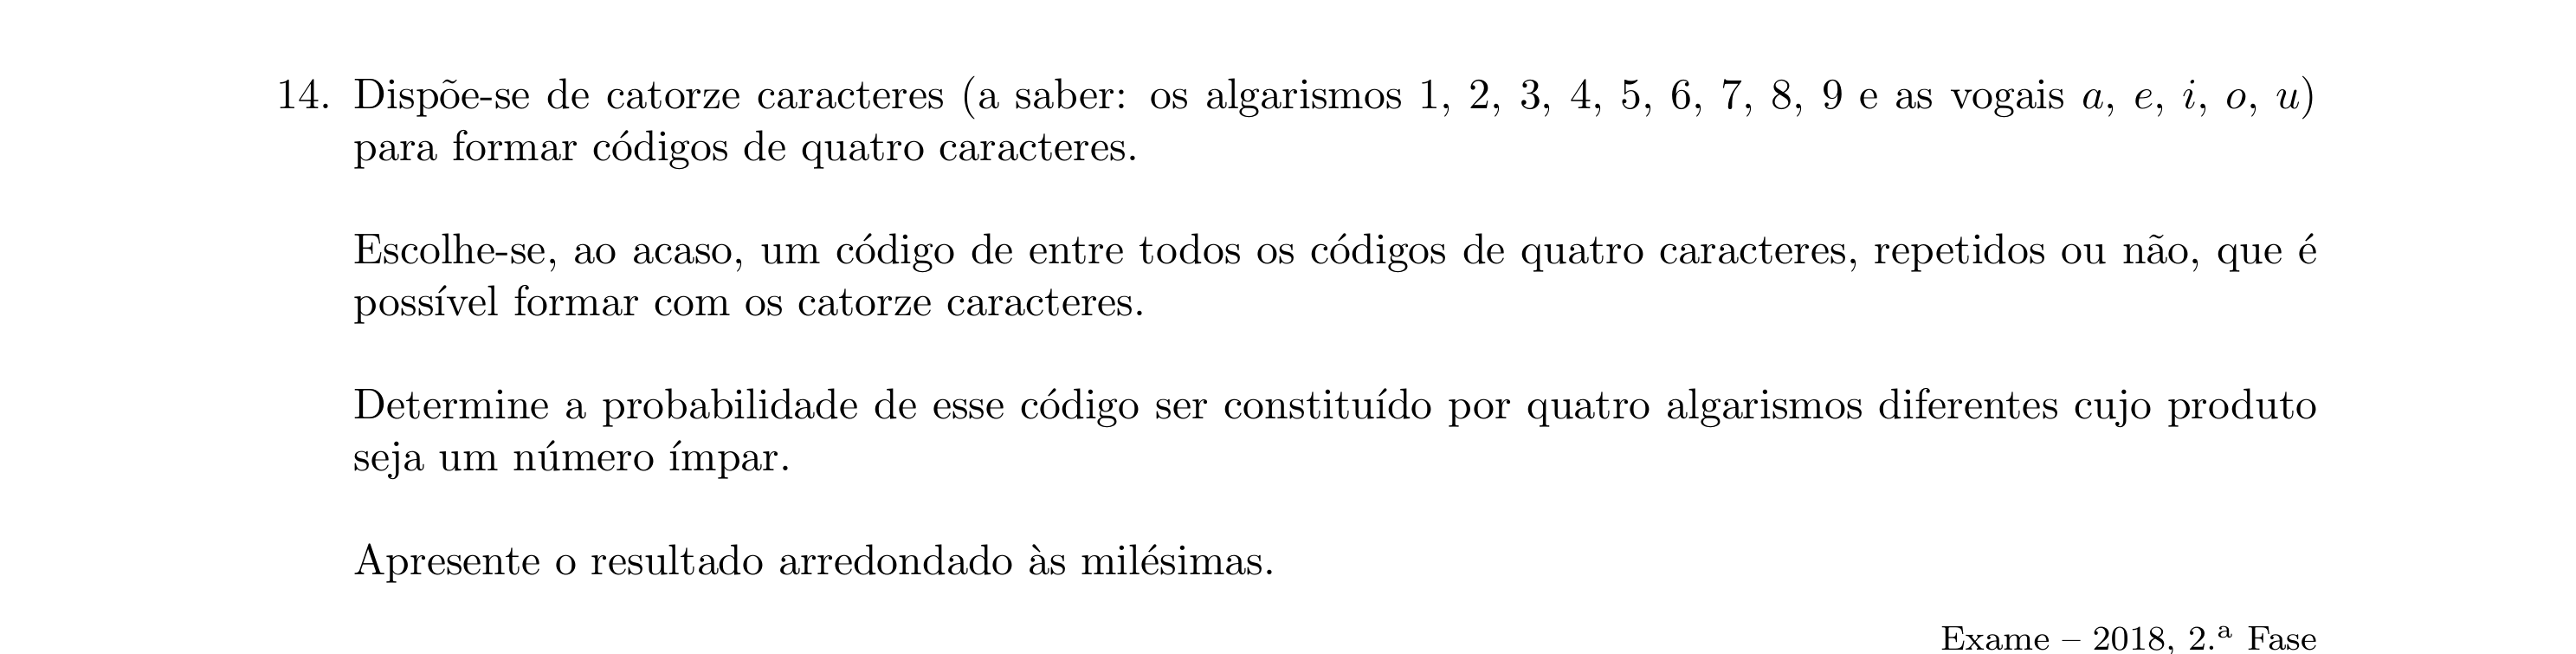 14. Dispõe-se de catorze caracteres (a saber: os algarismos 1, 2, 3, 4, 5, 6, 7, 8, 9 e as vogais a, e, i, o, u)
para formar códigos de quatro caracteres.
Escolhe-se, ao acaso, um código de entre todos os códigos de quatro caracteres, repetidos ou não, que é
possível formar com os catorze caracteres.
Determine a probabilidade de esse código ser constituído por quatro algarismos diferentes cujo produto
seja um número ímpar.
Apresente o resultado arredondado às milésimas.
Exame – 2018, 2.ª Fase